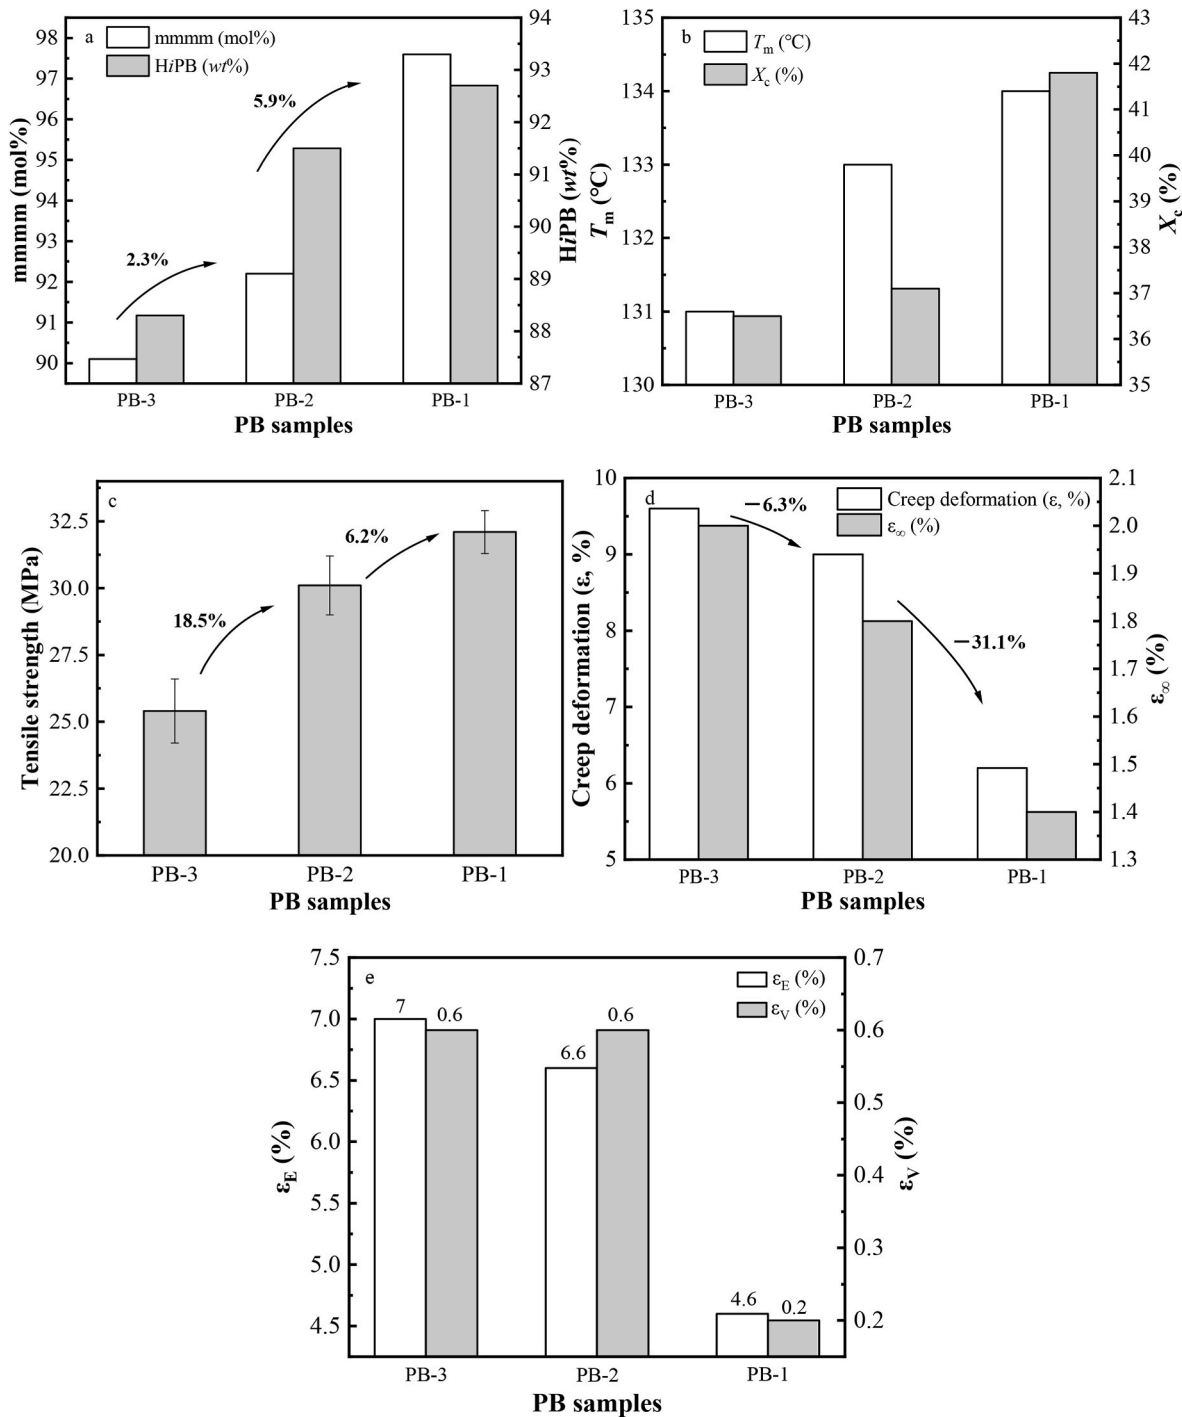 a
mmmm (mol%)
HiPB (wt%)
98
97
96
95
94
93
92
91
90
mmmm (mol%)
94
93
92
91
90
89
88
87
HiPB (wt%)
2.3%
5.9%
PB-3 PB-2 PB-1
PB samples
b
Tm (°C)
Xc (%)
135
134
133
132
131
130
Tm (°C)
43
42
41
40
39
38
37
36
35
Xc (%)
PB-3 PB-2 PB-1
PB samples
c
32.5
30.0
27.5
25.0
22.5
20.0
Tensile strength (MPa)
18.5%
6.2%
PB-3 PB-2 PB-1
PB samples
d
Creep deformation (ε, %)
ε∞ (%)
10
9
8
7
6
5
Creep deformation (ε, %)
2.1
2.0
1.9
1.8
1.7
1.6
1.5
1.4
1.3
ε∞ (%)
−6.3%
−31.1%
PB-3 PB-2 PB-1
PB samples
e
εE (%)
εV (%)
7.5
7.0
6.5
6.0
5.5
5.0
4.5
εE (%)
0.7
0.6
0.5
0.4
0.3
0.2
εV (%)
7 0.6
6.6 0.6
4.6 0.2
PB-3 PB-2 PB-1
PB samples